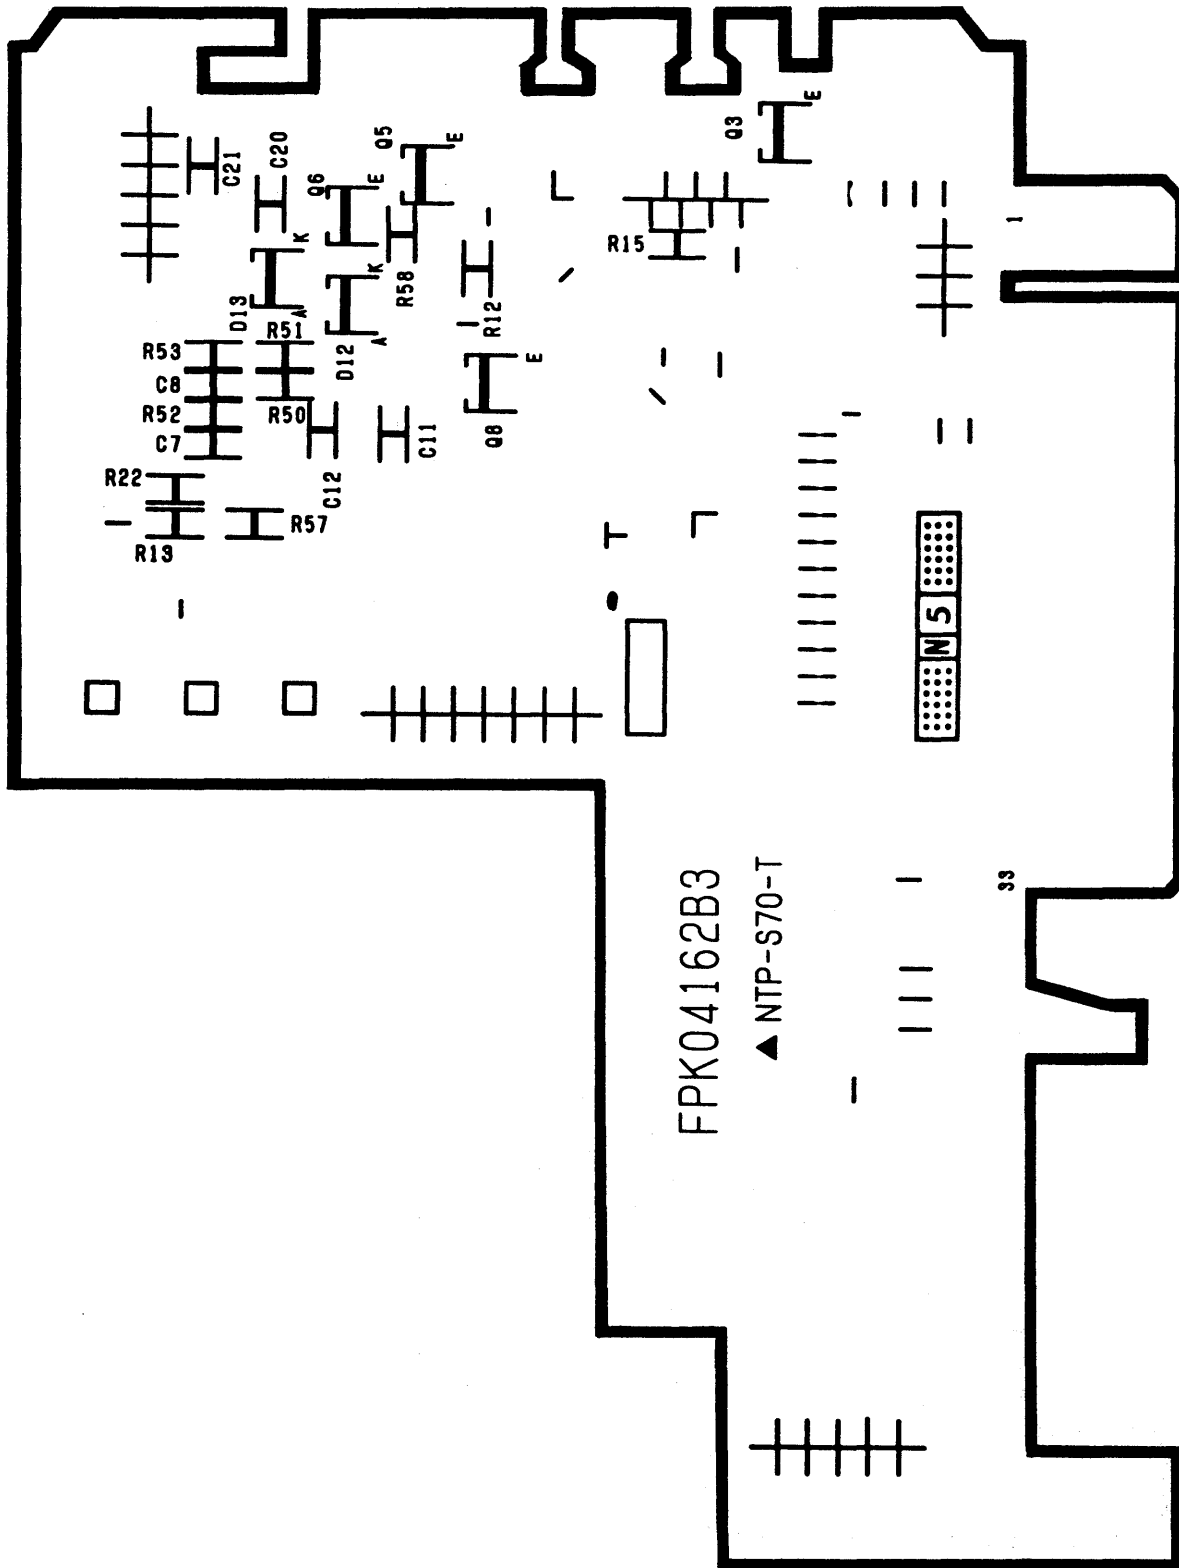 E
Q3
E
Q5
C20
C21
E
Q6
K
1
R15
K
R58
D13
A
R51
R12
R53
D12
A
E
C8
R52
R50
C7
Q8
C11
R22
C12
R57
R13
T
N 5
33
FPK04162B3
▲ NTP-S70-T